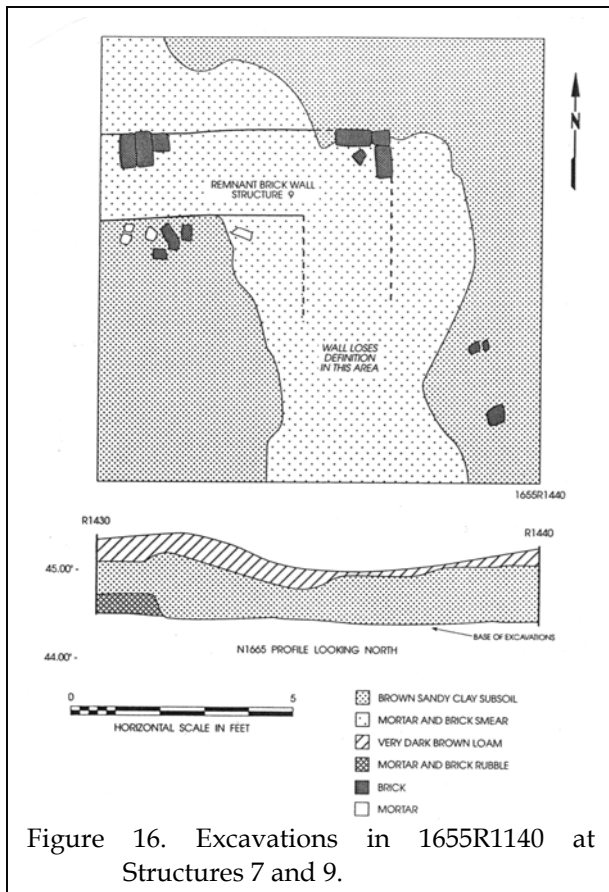 N
REMNANT BRICK WALL
STRUCTURE 9
WALL LOSES
DEFINITION
IN THIS AREA
1655R1440
R1430
R1440
45.00' -
BASE OF EXCAVATIONS
44.00' -
N1665 PROFILE LOOKING NORTH
0
5
HORIZONTAL SCALE IN FEET
BROWN SANDY CLAY SUBSOIL
MORTAR AND BRICK SMEAR
VERY DARK BROWN LOAM
MORTAR AND BRICK RUBBLE
BRICK
MORTAR
Figure 16. Excavations in 1655R1140 at
Structures 7 and 9.